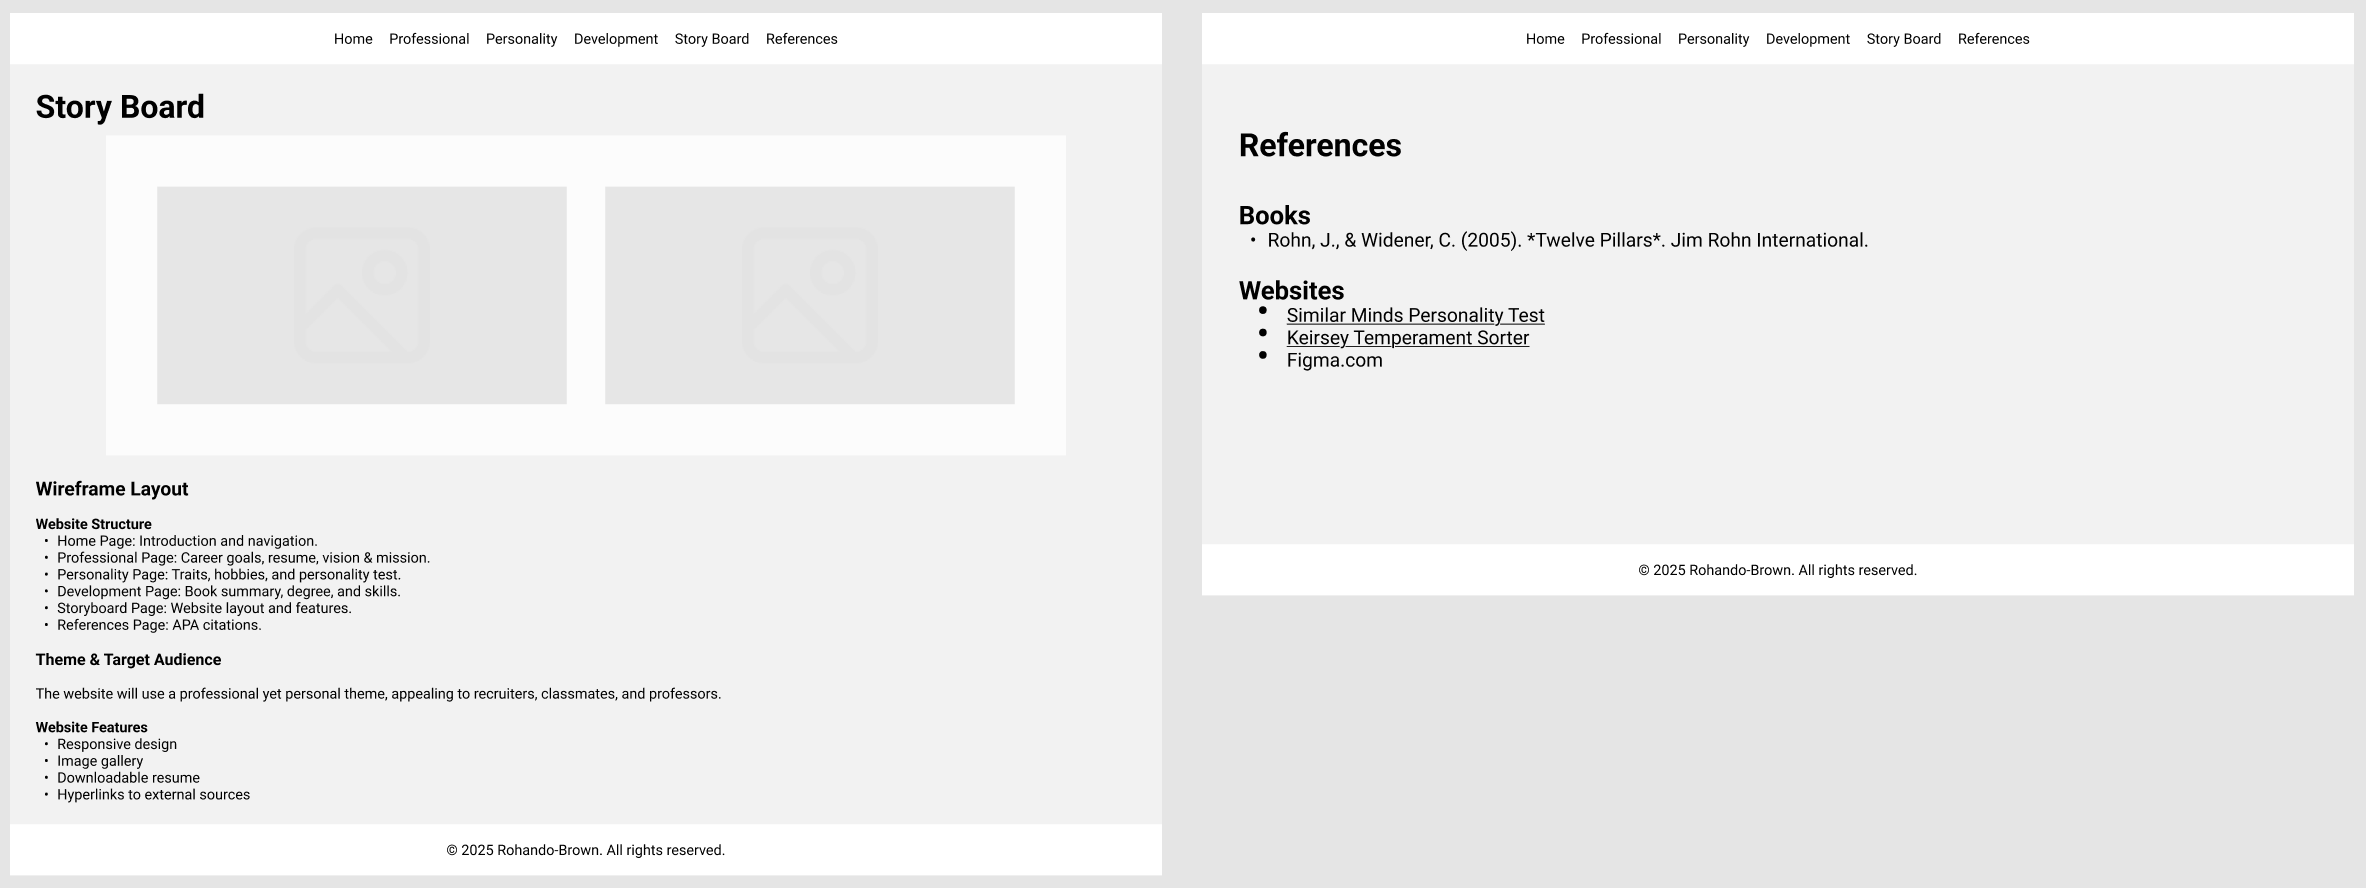 Home Professional Personality Development Story Board References
Story Board
Wireframe Layout
Website Structure
• Home Page: Introduction and navigation.
• Professional Page: Career goals, resume, vision & mission.
• Personality Page: Traits, hobbies, and personality test.
• Development Page: Book summary, degree, and skills.
• Storyboard Page: Website layout and features.
• References Page: APA citations.
Theme & Target Audience
The website will use a professional yet personal theme, appealing to recruiters, classmates, and professors.
Website Features
• Responsive design
• Image gallery
• Downloadable resume
• Hyperlinks to external sources
© 2025 Rohando-Brown. All rights reserved.
Home Professional Personality Development Story Board References
References
Books
• Rohn, J., & Widener, C. (2005). *Twelve Pillars*. Jim Rohn International.
Websites
• Similar Minds Personality Test
• Keirsey Temperament Sorter
• Figma.com
© 2025 Rohando-Brown. All rights reserved.